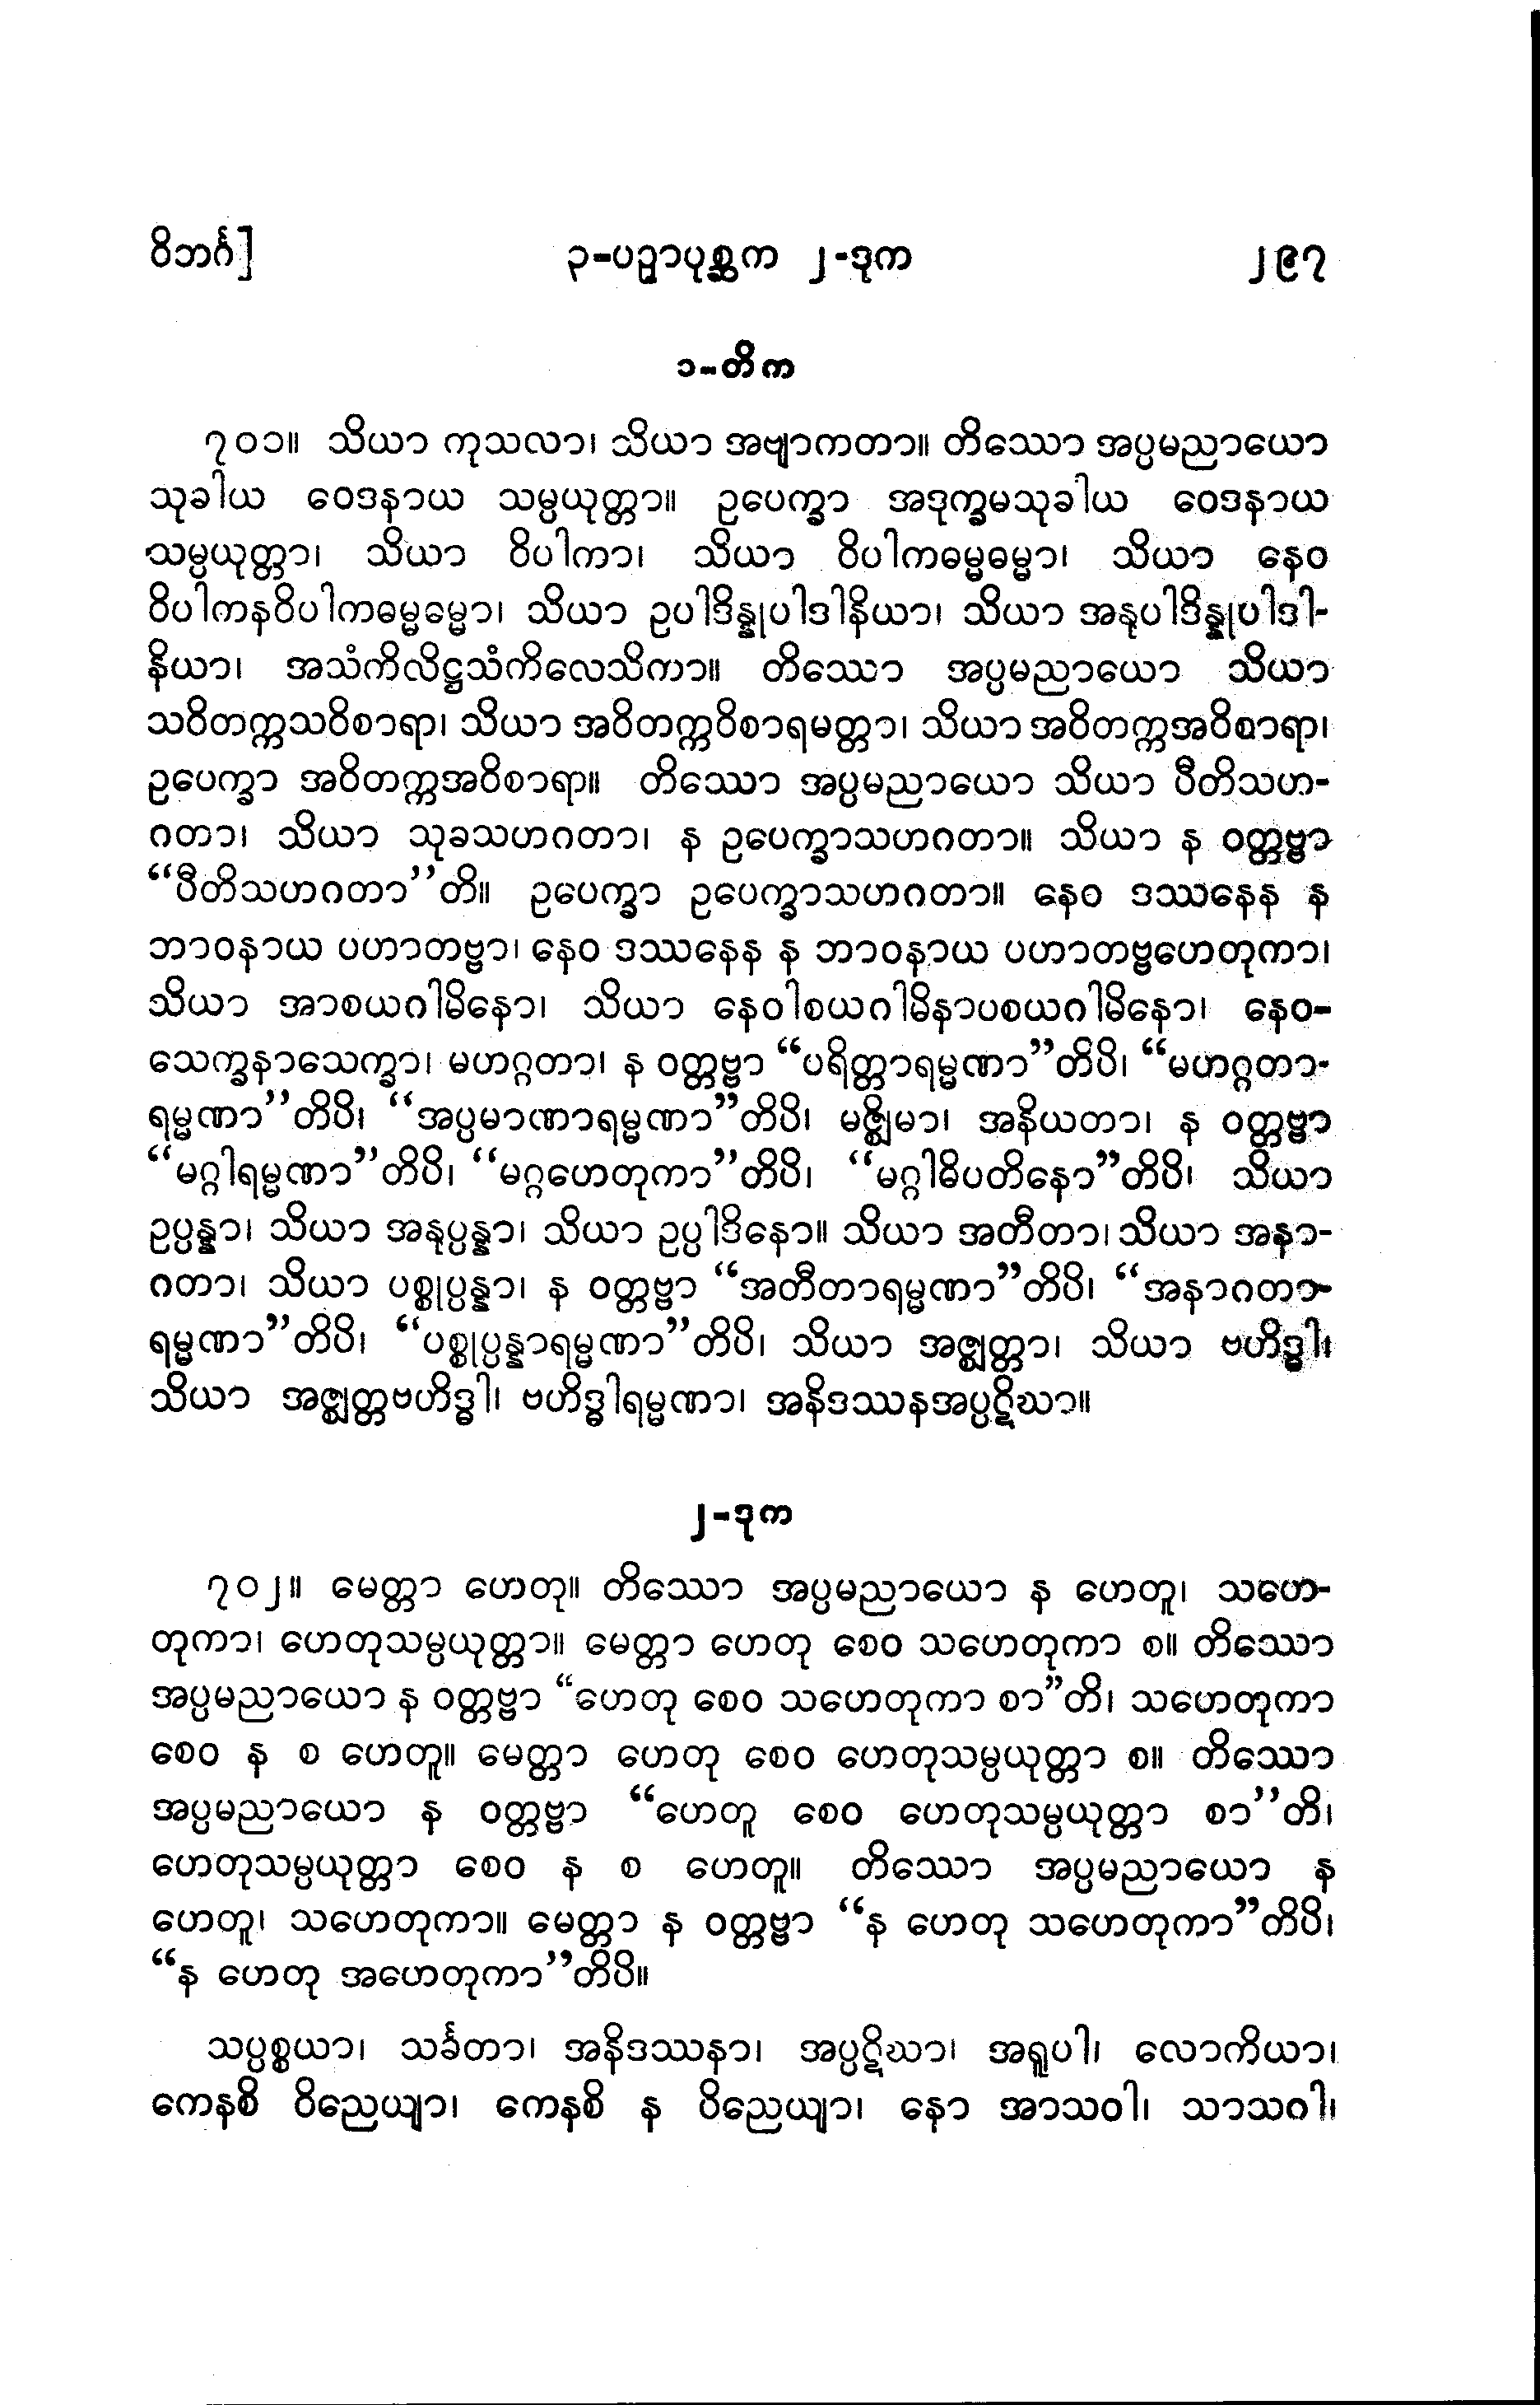 ဝိဘင်္ဂ]
၃-ပဉှာပုစ္ဆက ၂-ဒုက
၂၉၇
၁-တိက
၇၀၁။ သိယာ ကုသလာ၊ သိယာ အဗျာကတာ။ တိဿော အပ္ပမညာယော
သုခါယ ဝေဒနာယ သမ္ပယုတ္တာ။ ဥပေက္ခာ အဒုက္ခမသုခါယ ဝေဒနာယ
သမ္ပယုတ္တာ၊ သိယာ ဝိပါကာ၊ သိယာ ဝိပါကဓမ္မဓမ္မာ၊ သိယာ နေဝ
ဝိပါကနဝိပါကဓမ္မဓမ္မော၊ သိယာ ဥပါဒိန္နုပါဒါနိယာ၊ သိယာ အနုပါဒိန္နုပါဒါ-
နိယာ၊ အသံကိလိဋ္ဌသံကိလေသိကာ။ တိဿော အပ္ပမညာယော သိယာ
သဝိတက္ကသဝိစာရာ၊ သိယာ အဝိတက္ကဝိစာရမတ္တာ၊ သိယာ အဝိတက္ကအဝိစာရာ၊
ဥပေက္ခာ အဝိတက္ကအဝိစာရာ။ တိဿော အပ္ပမညာယော သိယာ ပီတိသဟ-
ဂတာ၊ သိယာ သုခသဟဂတာ၊ န ဥပေက္ခာသဟဂတာ။ သိယာ န ဝတ္တဗ္ဗာ
“ပီတိသဟဂတာ”တိ။ ဥပေက္ခာ ဥပေက္ခာသဟဂတာ။ နေဝ ဒဿနေန န
ဘာဝနာယ ပဟာတဗ္ဗာ၊ နေဝ ဒဿနေန န ဘာဝနာယ ပဟာတဗ္ဗဟေတုကာ၊
သိယာ အာစယဂါမိနော၊ သိယာ နေဝါစယဂါမိနာပစယဂါမိနော၊ နေဝ-
သေက္ခနာသေက္ခာ၊ မဟဂ္ဂတာ၊ န ဝတ္တဗ္ဗာ “ပရိတ္တာရမ္မဏာ”တိပိ၊ “မဟဂ္ဂတာ-
ရမ္မဏာ”တိပိ၊ “အပ္ပမာဏာရမ္မဏာ”တိပိ၊ မဇ္ဈိမာ၊ အနိယတာ၊ န ဝတ္တဗ္ဗာ
“မဂ္ဂါရမ္မဏာ”တိပိ၊ “မဂ္ဂဟေတုကာ”တိပိ၊ “မဂ္ဂါဓိပတိနော”တိပိ၊ သိယာ
ဥပ္ပန္နာ၊ သိယာ အနုပ္ပန္နာ၊ သိယာ ဥပ္ပါဒိနော။ သိယာ အတီတာ၊ သိယာ အနာ-
ဂတာ၊ သိယာ ပစ္စုပ္ပန္နာ၊ န ဝတ္တဗ္ဗာ “အတီတာရမ္မဏာ”တိပိ၊ “အနာဂတာ-
ရမ္မဏာ”တိပိ၊ “ပစ္စုပ္ပန္နာရမ္မဏာ”တိပိ၊ သိယာ အဇ္ဈတ္တာ၊ သိယာ ဗဟိဒ္ဓါ၊
သိယာ အဇ္ဈတ္တဗဟိဒ္ဓါ၊ ဗဟိဒ္ဓါရမ္မဏာ၊ အနိဒဿနအပ္ပဋိဃာ။
၂-ဒုက
၇၀၂။ မေတ္တာ ဟေတု။ တိဿော အပ္ပမညာယော န ဟေတူ၊ သဟေ-
တုကာ၊ ဟေတုသမ္ပယုတ္တာ။ မေတ္တာ ဟေတု စေဝ သဟေတုကာ စ။ တိဿော
အပ္ပမညာယော န ဝတ္တဗ္ဗာ “ဟေတု စေဝ သဟေတုကာ စာ”တိ၊ သဟေတုကာ
စေဝ န စ ဟေတူ။ မေတ္တာ ဟေတု စေဝ ဟေတုသမ္ပယုတ္တာ စ။ တိဿော
အပ္ပမညာယော န ဝတ္တဗ္ဗာ “ဟေတူ စေဝ ဟေတုသမ္ပယုတ္တာ စာ”တိ၊
ဟေတုသမ္ပယုတ္တာ စေဝ န စ ဟေတူ။ တိဿော အပ္ပမညာယော န
ဟေတူ၊ သဟေတုကာ။ မေတ္တာ န ဝတ္တဗ္ဗာ “န ဟေတု သဟေတုကာ”တိပိ၊
“န ဟေတု အဟေတုကာ”တိပိ။
သပ္ပစ္စယာ၊ သင်္ခတာ၊ အနိဒဿနာ၊ အပ္ပဋိဃာ၊ အရူပါ၊ လောကိယာ၊
ကေနစိ ဝိညေယျာ၊ ကေနစိ န ဝိညေယျာ၊ နော အာသဝါ၊ သာသဝါ၊